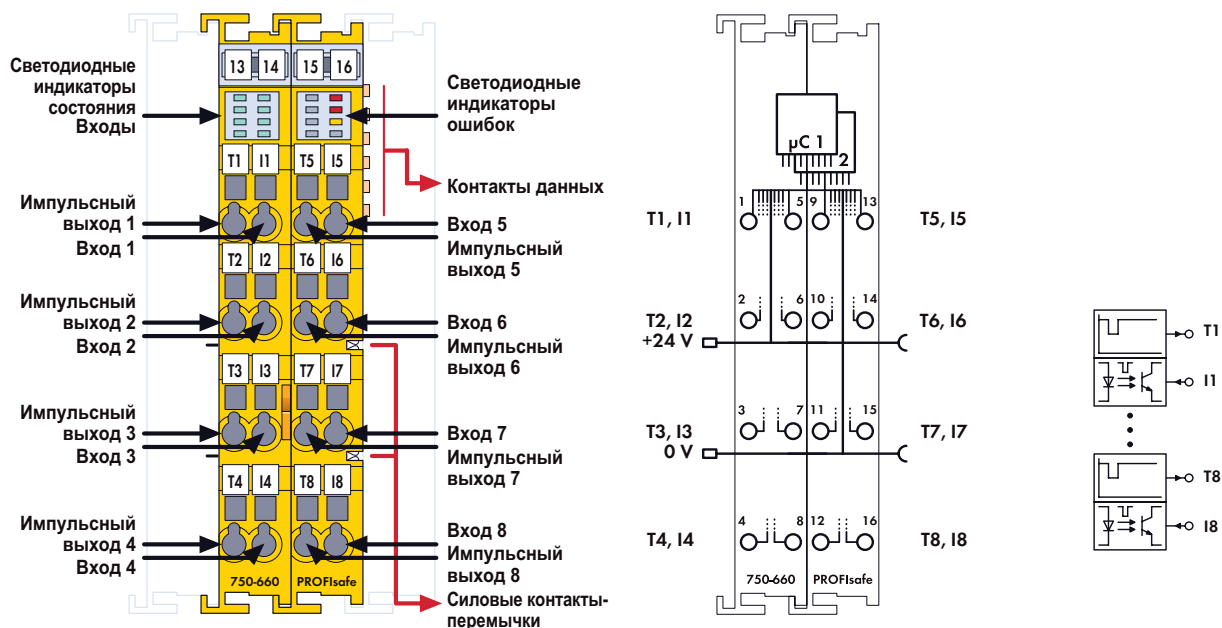 13 14 15 16
Светодиодные
индикаторы
состояния
Входы
Светодиодные
индикаторы
ошибок
T1 I1 T5 I5
Контакты данных
Импульсный
выход 1
Вход 1
Вход 5
Импульсный
выход 5
T2 I2 T6 I6
Импульсный
выход 2
Вход 2
Вход 6
Импульсный
выход 6
T3 I3 T7 I7
Импульсный
выход 3
Вход 3
Вход 7
Импульсный
выход 7
T4 I4 T8 I8
Импульсный
выход 4
Вход 4
Вход 8
Импульсный
выход 8
750-660 PROFIsafe
Силовые контакты-
перемычки
µC 1
2
1 5 9 13
T1, I1
T5, I5
2 6 10 14
T2, I2
+24 V
T6, I6
3 7 11 15
T3, I3
0 V
T7, I7
4 8 12 16
T4, I4
T8, I8
750-660 PROFIsafe
T1
I1
T8
I8